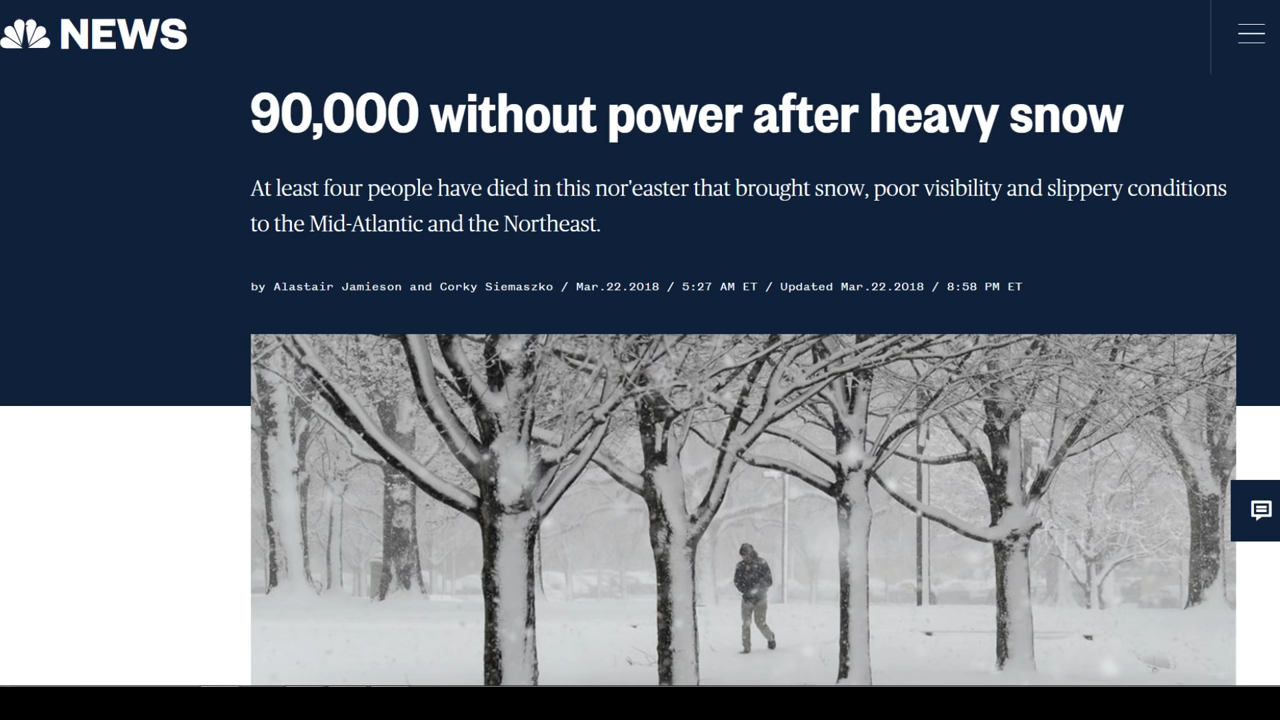 NEWS
90,000 without power after heavy snow
At least four people have died in this nor'easter that brought snow, poor visibility and slippery conditions
to the Mid-Atlantic and the Northeast.
by Alastair Jamieson and Corky Siemaszko / Mar.22.2018 / 5:27 AM ET / Updated Mar.22.2018 / 8:58 PM ET